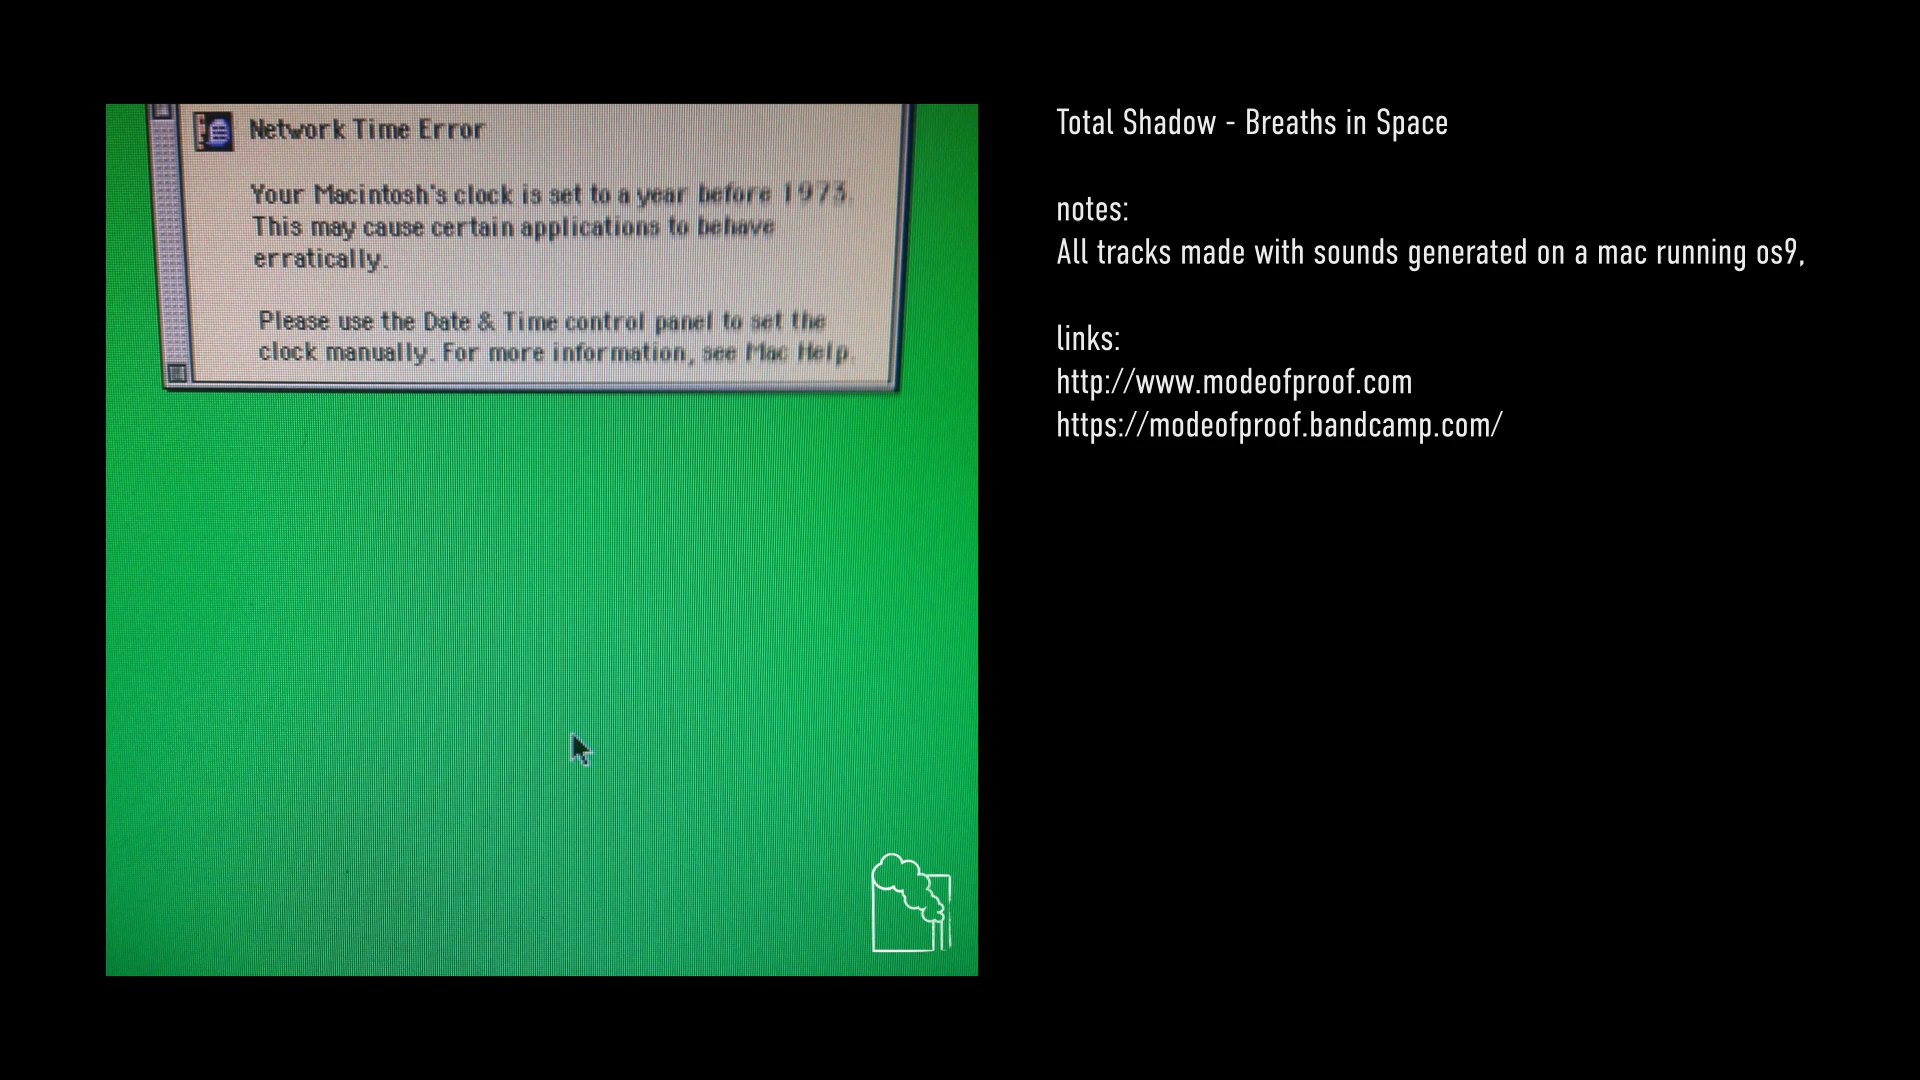 Network Time Error
Your Macintosh's clock is set to a year before 1973.
This may cause certain applications to behave
erratically.
Please use the Date & Time control panel to set the
clock manually. For more information, see Mac Help.
Total Shadow - Breaths in Space
notes:
All tracks made with sounds generated on a mac running os9,
links:
http://www.modeofproof.com
https://modeofproof.bandcamp.com/